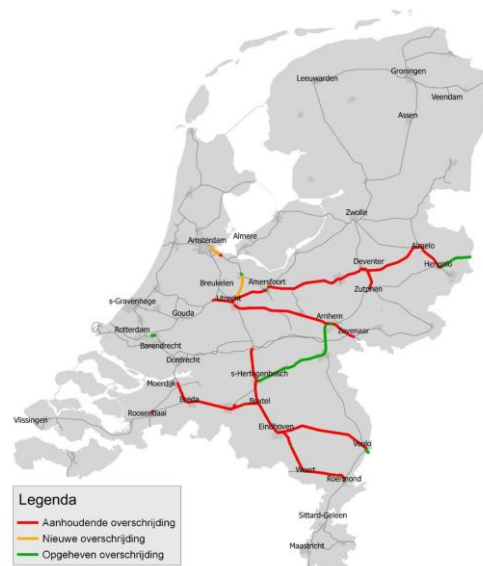 Groningen
Leeuwarden
Veendam
Assen
Zwolle
Amsterdam
Almere
Almelo
Deventer
Hengelo
Breukelen
Amersfoort
Zutphen
Utrecht
s-Gravenhage
Gouda
Arnhem
Zevenaar
Rotterdam
Barendrecht
Dordrecht
s-Hertogenbosch
Moerdijk
Breda
Boxtel
Roosendaal
Vlissingen
Eindhoven
Venlo
Weert
Roermond
Sittard-Geleen
Maastricht
Legenda
Aanhoudende overschrijding
Nieuwe overschrijding
Opgeheven overschrijding